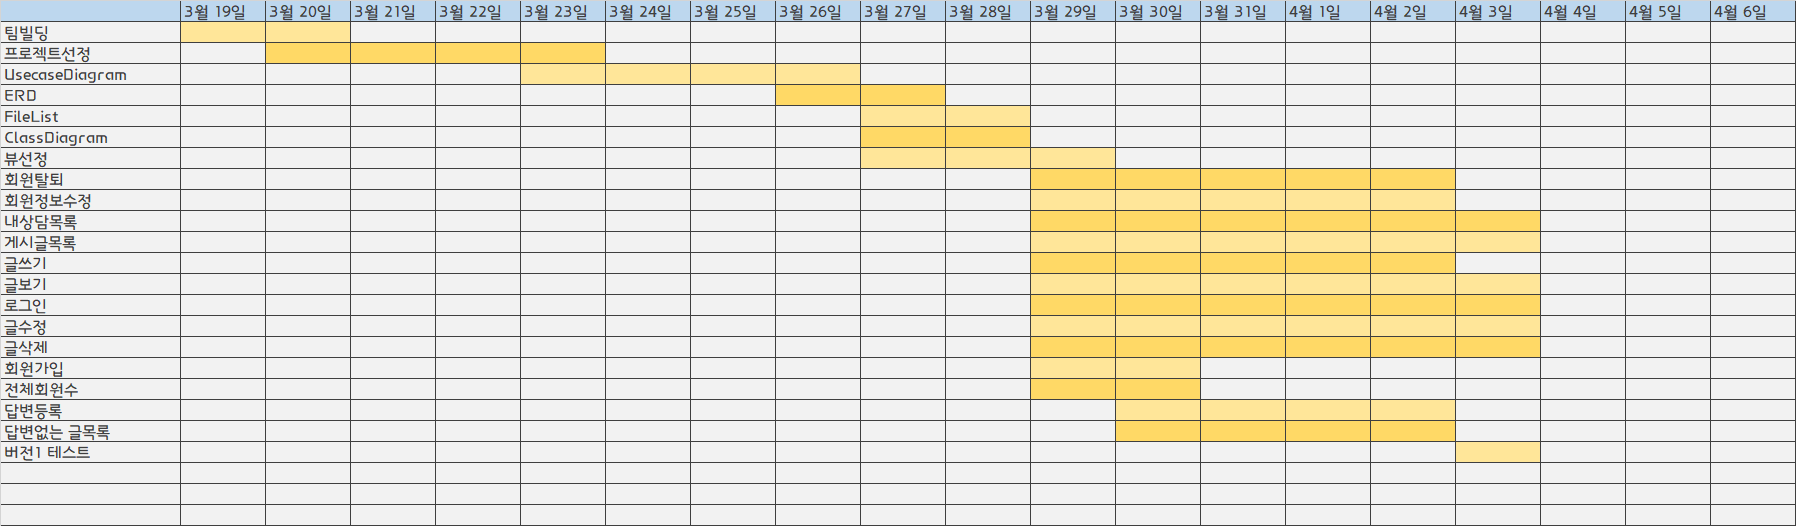 3월 19일 3월 20일 3월 21일 3월 22일 3월 23일 3월 24일 3월 25일 3월 26일 3월 27일 3월 28일 3월 29일 3월 30일 3월 31일 4월 1일 4월 2일 4월 3일 4월 4일 4월 5일 4월 6일
팀빌딩
프로젝트선정
UsecaseDiagram
ERD
FileList
ClassDiagram
뷰선정
회원탈퇴
회원정보수정
내상담목록
게시글목록
글쓰기
글보기
로그인
글수정
글삭제
회원가입
전체회원수
답변등록
답변없는 글목록
버전1 테스트